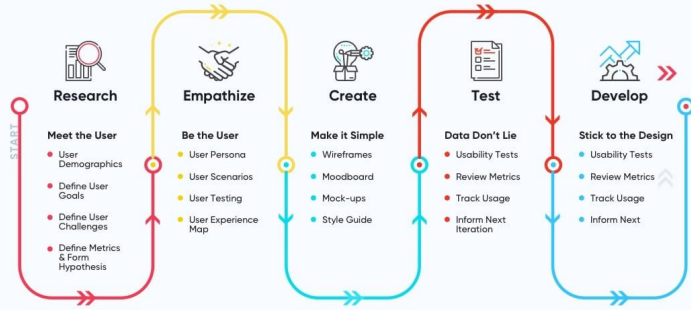 START
Research
Meet the User
User
Demographics
Define User
Goals
Define User
Challenges
Define Metrics
& Form
Hypothesis
Empathize
Be the User
User Persona
User Scenarios
User Testing
User Experience
Map
Create
Make it Simple
Wireframes
Moodboard
Mock-ups
Style Guide
Test
Data Don't Lie
Usability Tests
Review Metrics
Track Usage
Inform Next
Iteration
Develop
Stick to the Design
Usability Tests
Review Metrics
Track Usage
Inform Next